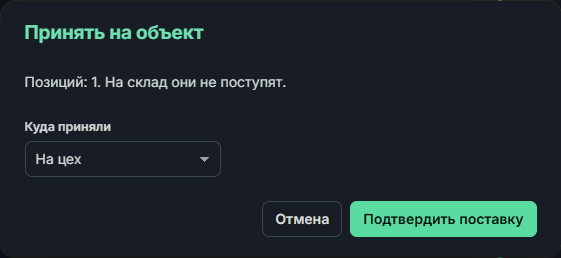 Принять на объект
Позиций: 1. На склад они не поступят.
Куда приняли
На цех
Отмена
Подтвердить поставку